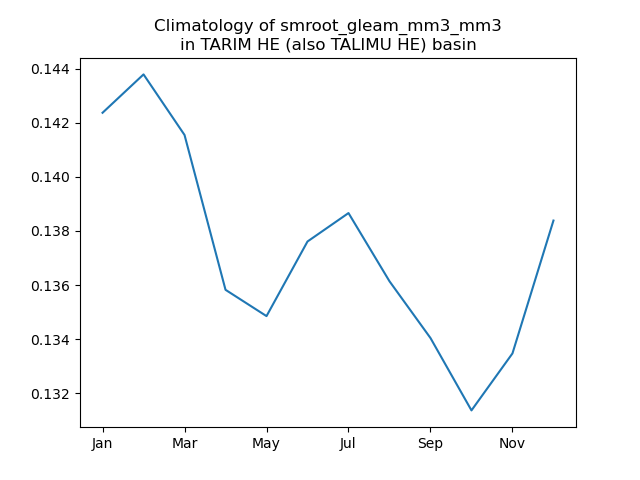 Climatology of smroot_gleam_mm3_mm3
in TARIM HE (also TALIMU HE) basin
0.144
0.142
0.140
0.138
0.136
0.134
0.132
Jan Mar May Jul Sep Nov